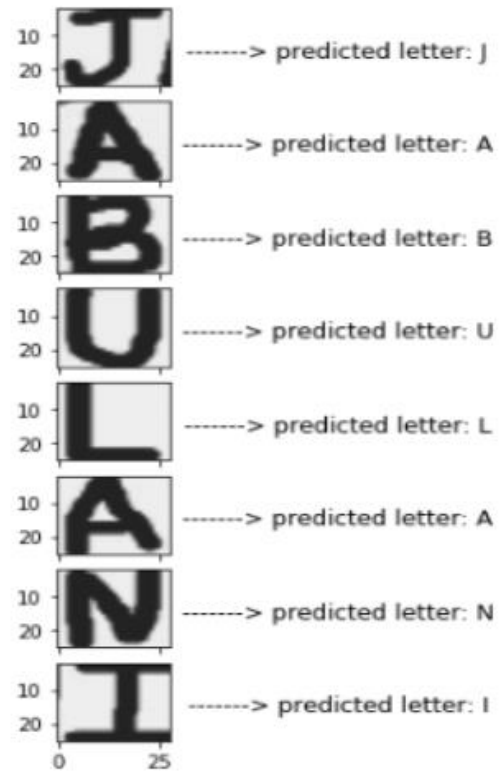 10
20
J
-------> predicted letter: J
10
20
A
-------> predicted letter: A
10
20
B
-------> predicted letter: B
10
20
U
-------> predicted letter: U
10
20
L
-------> predicted letter: L
10
20
A
-------> predicted letter: A
10
20
N
-------> predicted letter: N
10
20
I
-------> predicted letter: I
0 25